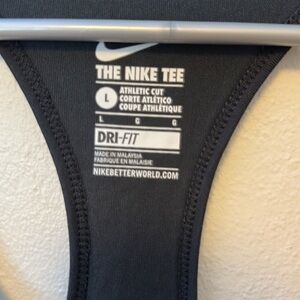 THE NIKE TEE
L
ATHLETIC CUT
CORTE ATLÉTICO
COUPE ATHLÉTIQUE
L G G
DRI-FIT
MADE IN MALAYSIA
FABRIQUÉ EN MALAISIE
NIKEBETTERWORLD.COM